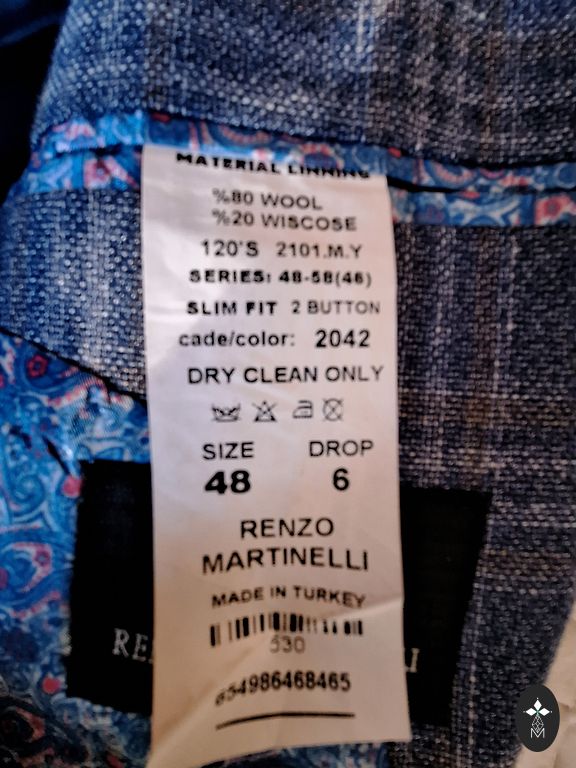 MATERIAL LINNING
%80 WOOL
%20 WISCOSE
120'S 2101.M.Y
SERIES: 48-58(46)
SLIM FIT 2 BUTTON
cade/color: 2042
DRY CLEAN ONLY
SIZE DROP
48 6
RENZO
MARTINELLI
MADE IN TURKEY
530
654986468465